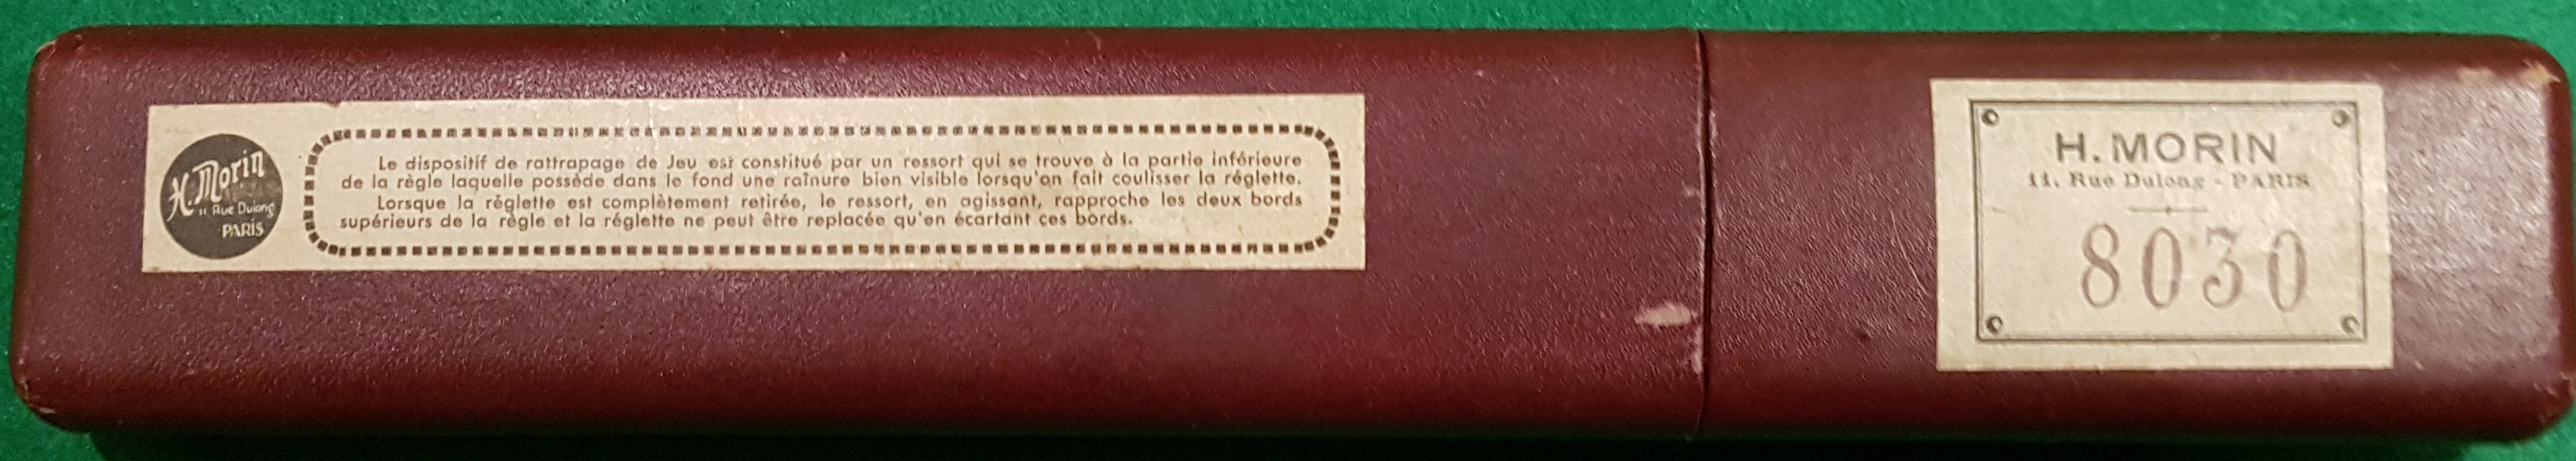 H. Morin
11 Rue Dulong
PARIS
Le dispositif de rattrapage de Jeu est constitué par un ressort qui se trouve à la partie inférieure
de la règle laquelle possède dans le fond une raînure bien visible lorsqu'on fait coulisser la réglette.
Lorsque la réglette est complètement retirée, le ressort, en agissant, rapproche les deux bords
supérieurs de la règle et la réglette ne peut être replacée qu'en écartant ces bords.
H. MORIN
11, Rue Dulong - PARIS
8030